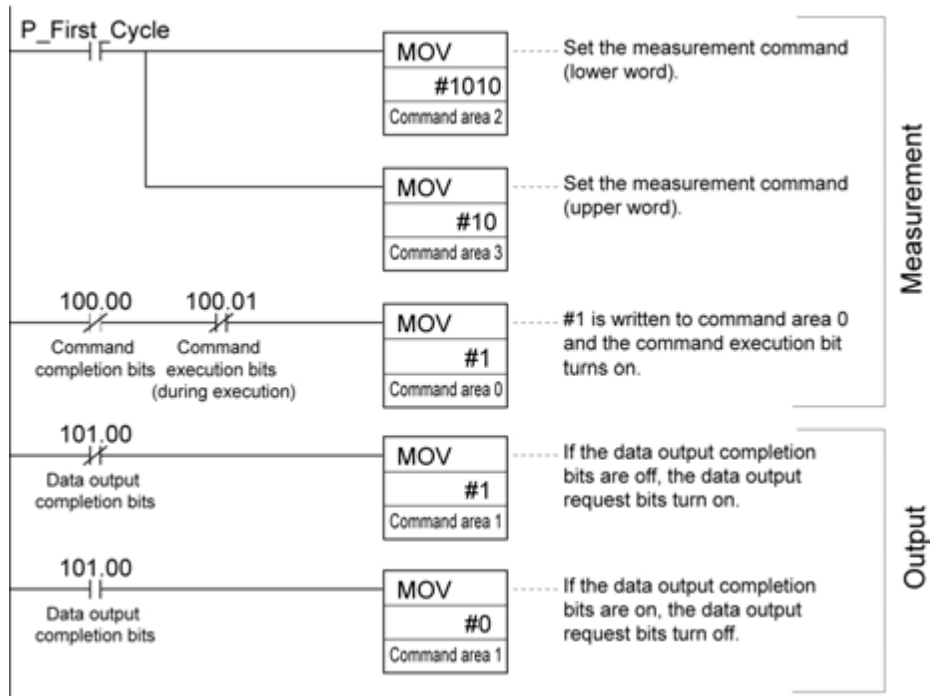 P_First_Cycle
MOV
#1010
Command area 2
Set the measurement command
(lower word).
MOV
#10
Command area 3
Set the measurement command
(upper word).
Measurement
100.00
100.01
Command
completion bits
Command
execution bits
(during execution)
MOV
#1
Command area 0
#1 is written to command area 0
and the command execution bit
turns on.
101.00
Data output
completion bits
MOV
#1
Command area 1
If the data output completion
bits are off, the data output
request bits turn on.
Output
101.00
Data output
completion bits
MOV
#0
Command area 1
If the data output completion
bits are on, the data output
request bits turn off.